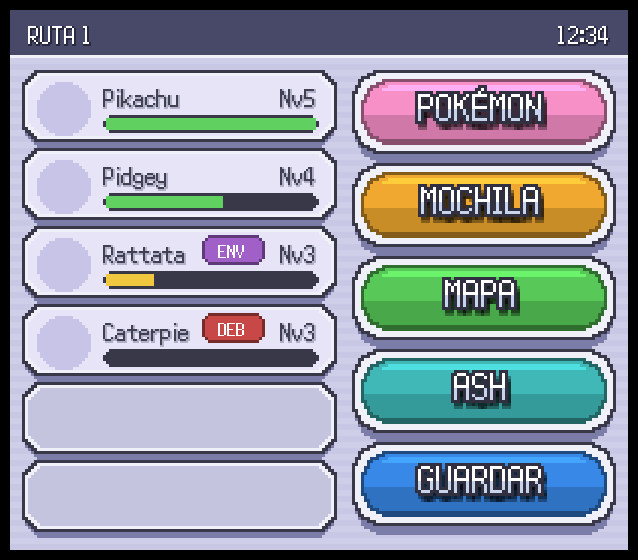 RUTA 1
12:34
Pikachu Nv5
Pidgey Nv4
Rattata ENV Nv3
Caterpie DEB Nv3
POKÉMON
MOCHILA
MAPA
ASH
GUARDAR